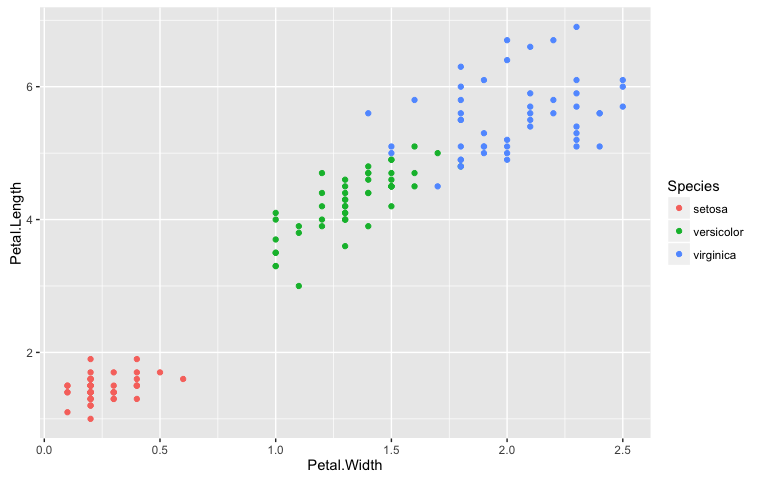 Petal.Length
6
4
2
0.0 0.5 1.0 1.5 2.0 2.5
Petal.Width
Species
setosa
versicolor
virginica